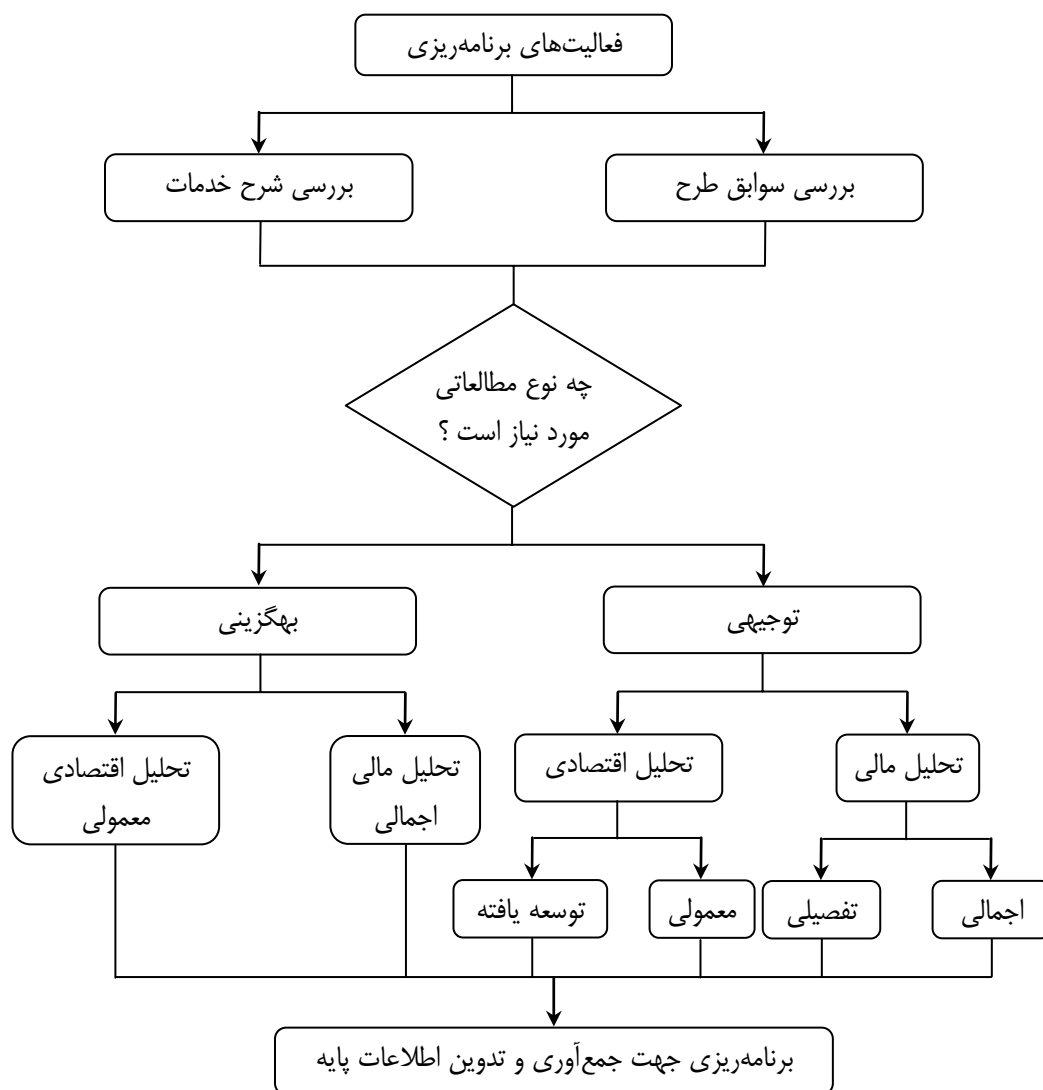 فعالیت‌های برنامه‌ریزی
بررسی سوابق طرح
بررسی شرح خدمات
چه نوع مطالعاتی
مورد نیاز است ؟
توجیهی
بهگزینی
تحلیل مالی
تحلیل اقتصادی
تحلیل مالی
اجمالی
تحلیل اقتصادی
معمولی
اجمالی
تفصیلی
معمولی
توسعه یافته
برنامه‌ریزی جهت جمع‌آوری و تدوین اطلاعات پایه